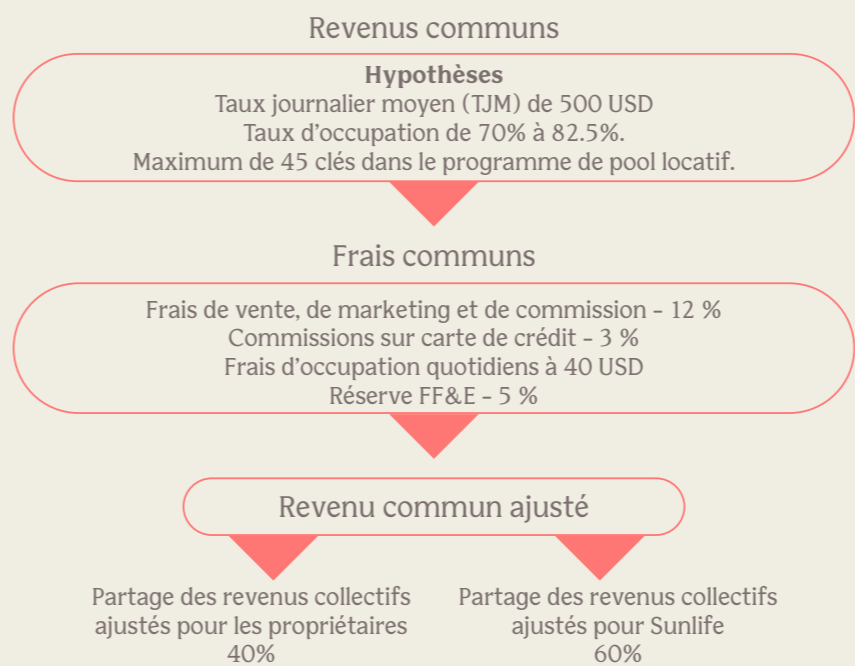 Revenus communs
Hypothèses
Taux journalier moyen (TJM) de 500 USD
Taux d’occupation de 70% à 82.5%.
Maximum de 45 clés dans le programme de pool locatif.
Frais communs
Frais de vente, de marketing et de commission – 12 %
Commissions sur carte de crédit – 3 %
Frais d’occupation quotidiens à 40 USD
Réserve FF&E – 5 %
Revenu commun ajusté
Partage des revenus collectifs
ajustés pour les propriétaires
40%
Partage des revenus collectifs
ajustés pour Sunlife
60%